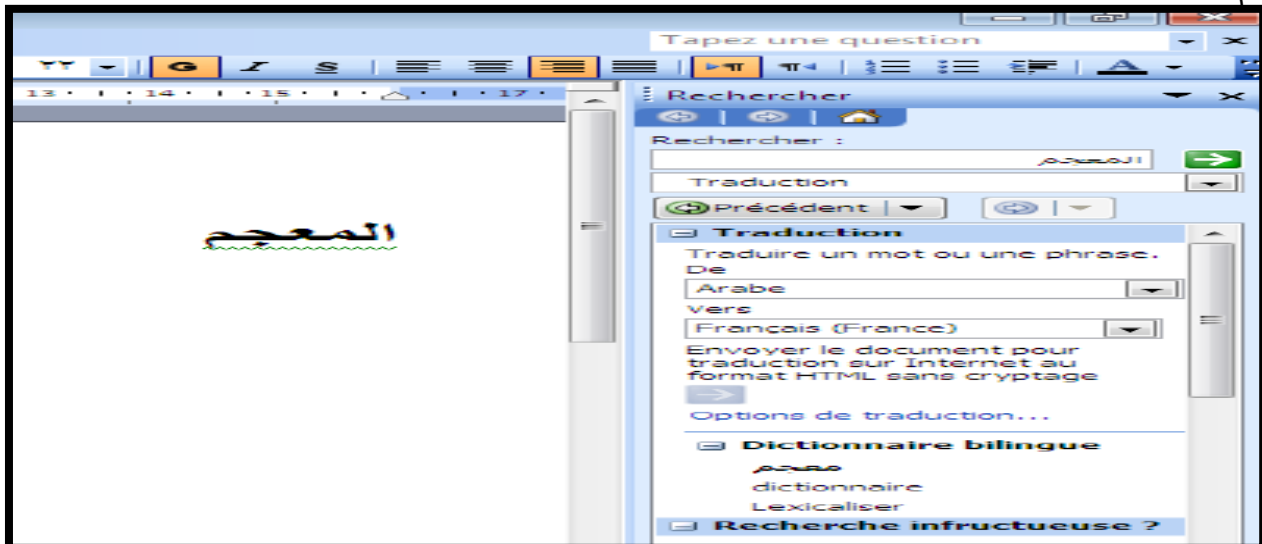 Tapez une question
٢٢ G I S
13 14 15 17
Rechercher
Rechercher :
المعجم
Traduction
Précédent
المعجم
Traduction
Traduire un mot ou une phrase.
De
Arabe
Vers
Français (France)
Envoyer le document pour
traduction sur Internet au
format HTML sans cryptage
Options de traduction...
Dictionnaire bilingue
معجم
dictionnaire
Lexicaliser
Recherche infructueuse ?